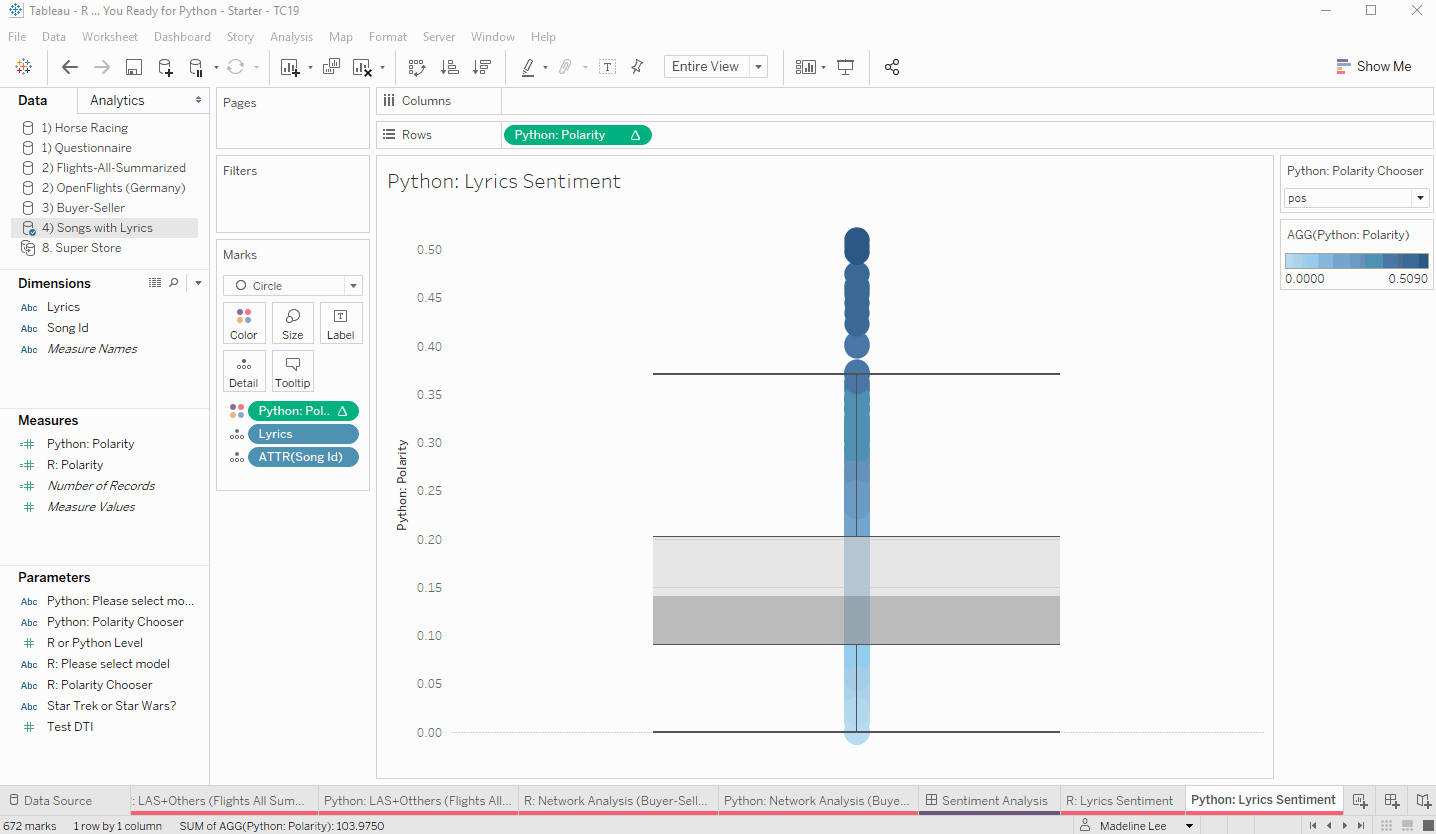 Tableau - R ... You Ready for Python - Starter - TC19
File Data Worksheet Dashboard Story Analysis Map Format Server Window Help
Entire View
Show Me
Data Analytics
1) Horse Racing
1) Questionnaire
2) Flights-All-Summarized
2) OpenFlights (Germany)
3) Buyer-Seller
4) Songs with Lyrics
8. Super Store
Dimensions
Abc Lyrics
Abc Song Id
Abc Measure Names
Measures
=# Python: Polarity
=# R: Polarity
=# Number of Records
# Measure Values
Parameters
Abc Python: Please select mo...
Abc Python: Polarity Chooser
# R or Python Level
Abc R: Please select model
Abc R: Polarity Chooser
Abc Star Trek or Star Wars?
# Test DTI
Pages
Filters
Marks
Circle
Color Size Label
Detail Tooltip
Python: Pol.. Δ
Lyrics
ATTR(Song Id)
Columns
Rows Python: Polarity Δ
Python: Lyrics Sentiment
Python: Polarity
0.50
0.45
0.40
0.35
0.30
0.25
0.20
0.15
0.10
0.05
0.00
Python: Polarity Chooser
pos
AGG(Python: Polarity)
0.0000 0.5090
Data Source
: LAS+Others (Flights All Sum...
Python: LAS+Otthers (Flights All...
R: Network Analysis (Buyer-Sell...
Python: Network Analysis (Buye...
Sentiment Analysis
R: Lyrics Sentiment
Python: Lyrics Sentiment
672 marks 1 row by 1 column SUM of AGG(Python: Polarity): 103.9750
Madeline Lee